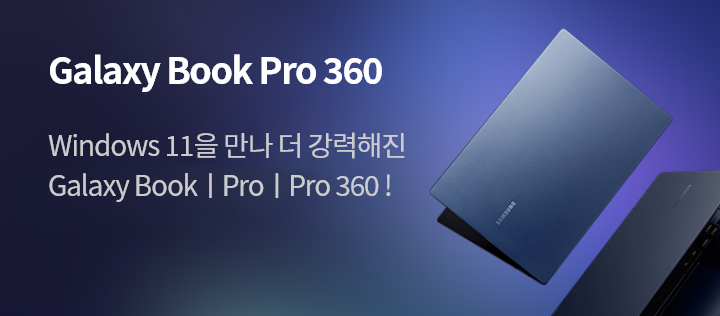 Galaxy Book Pro 360
Windows 11을 만나 더 강력해진
Galaxy Book | Pro | Pro 360 !
SAMSUNG